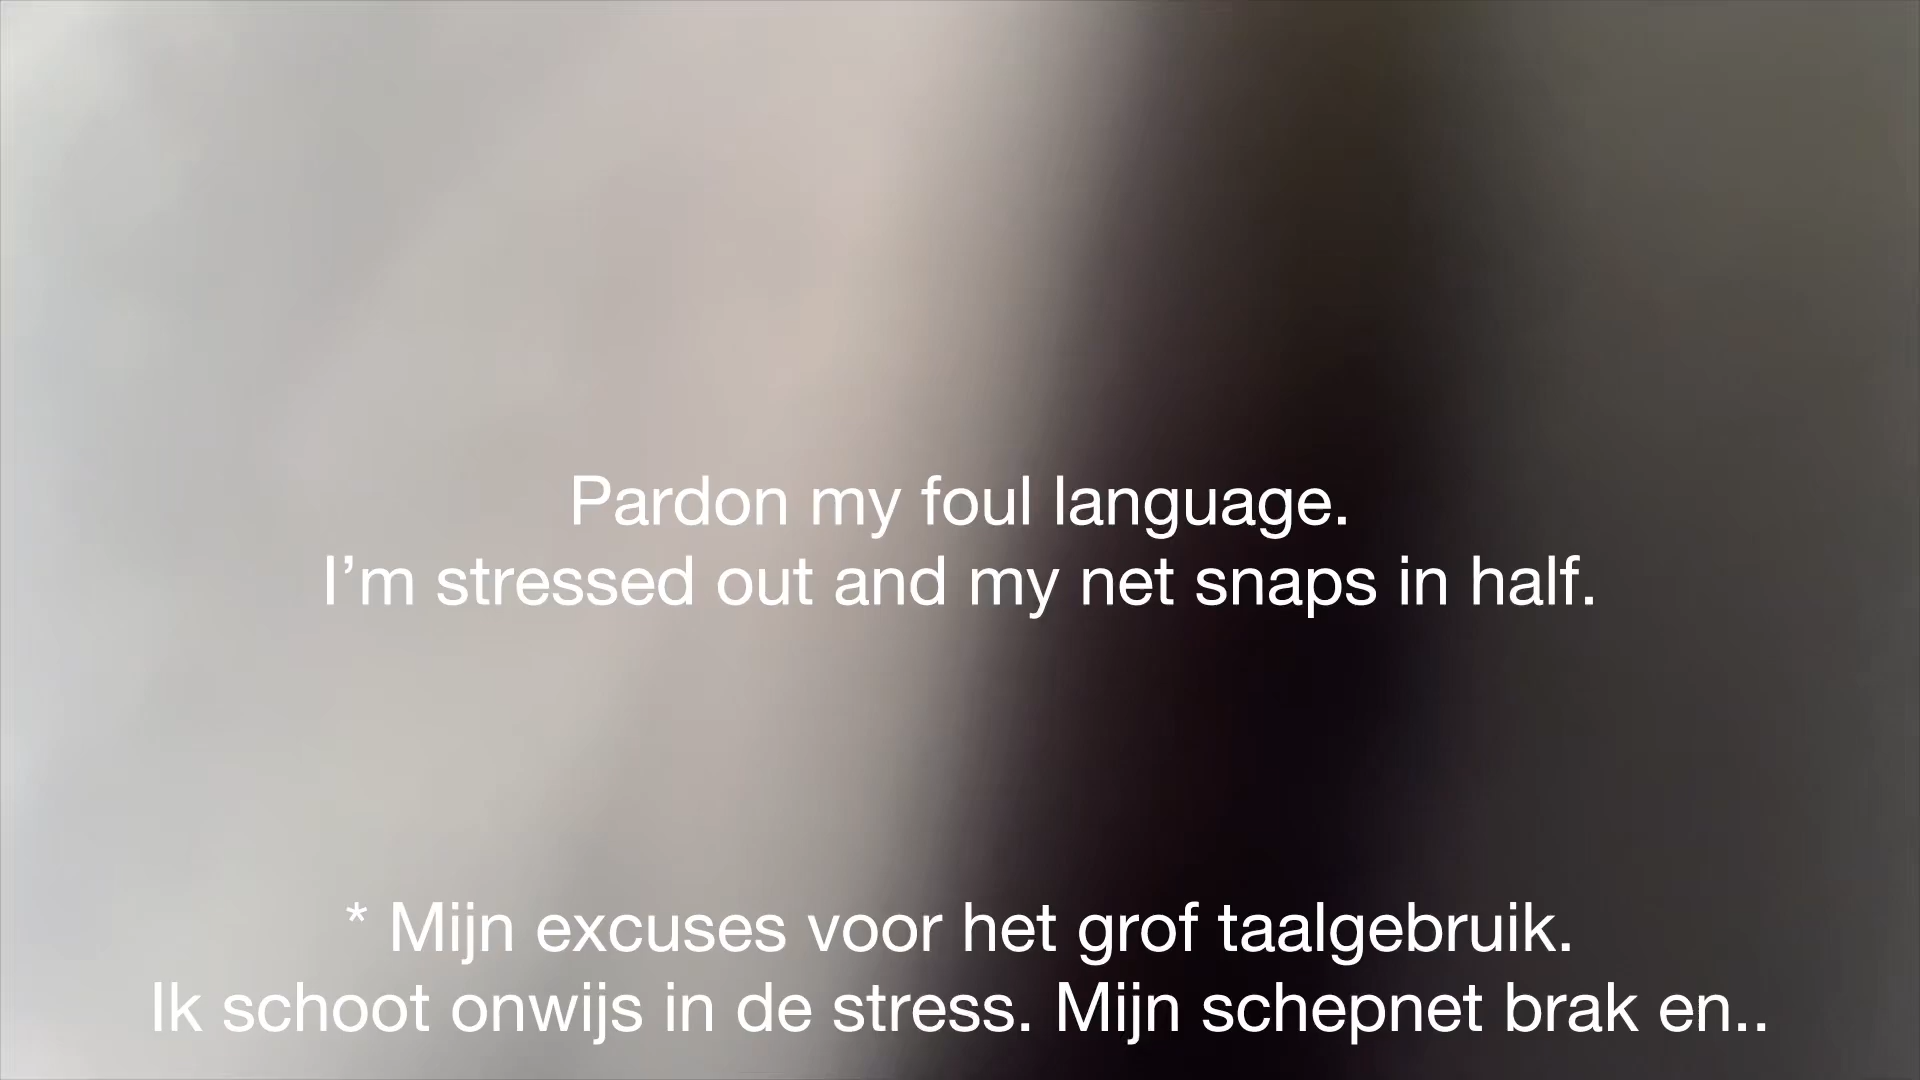 Pardon my foul language.
I’m stressed out and my net snaps in half.
* Mijn excuses voor het grof taalgebruik.
Ik schoot onwijs in de stress. Mijn schepnet brak en..